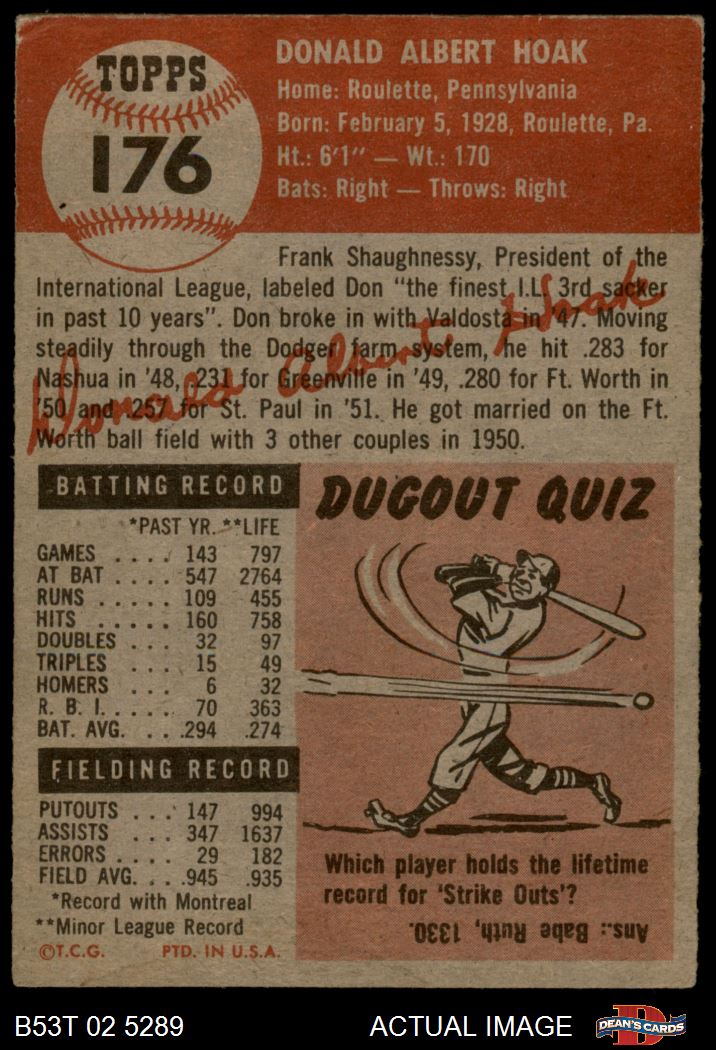 TOPPS
176
DONALD ALBERT HOAK
Home: Roulette, Pennsylvania
Born: February 5, 1928, Roulette, Pa.
Ht.: 6'1" — Wt.: 170
Bats: Right — Throws: Right
Frank Shaughnessy, President of the
International League, labeled Don "the finest I.L. 3rd sacker
in past 10 years". Don broke in with Valdosta in '47. Moving
steadily through the Dodger farm system, he hit .283 for
Nashua in '48, .231 for Greenville in '49, .280 for Ft. Worth in
'50 and .257 for St. Paul in '51. He got married on the Ft.
Worth ball field with 3 other couples in 1950.
Donald Albert Hoak
BATTING RECORD
*PAST YR. **LIFE
GAMES .... 143 797
AT BAT .... 547 2764
RUNS ..... 109 455
HITS ..... 160 758
DOUBLES ... 32 97
TRIPLES ... 15 49
HOMERS ... 6 32
R. B. I. .... 70 363
BAT. AVG. ... .294 .274
FIELDING RECORD
PUTOUTS ... 147 994
ASSISTS ... 347 1637
ERRORS .... 29 182
FIELD AVG. ... .945 .935
*Record with Montreal
**Minor League Record
©T.C.G. PTD. IN U.S.A.
DUGOUT QUIZ
Which player holds the lifetime
record for 'Strike Outs'?
Ans.: Babe Ruth, 1330.
B53T 02 5289
ACTUAL IMAGE
D
DEAN'S CARDS